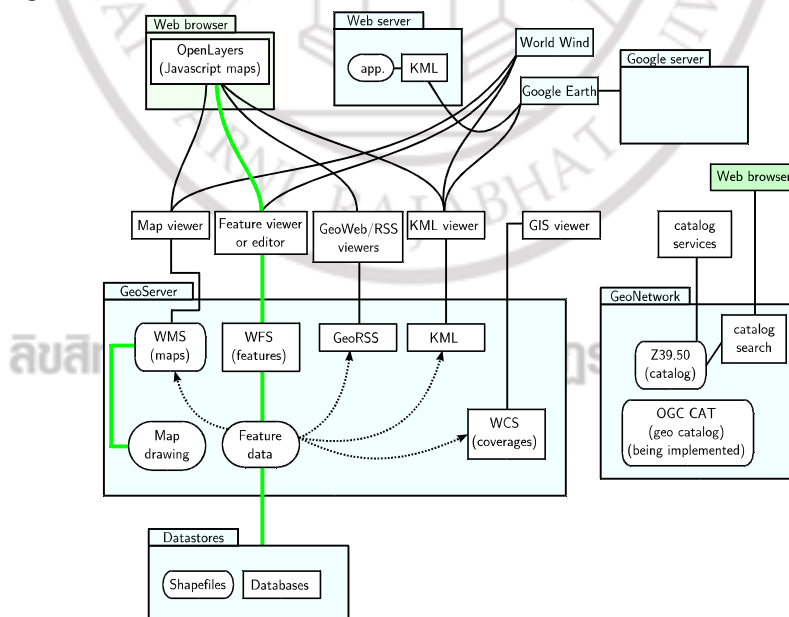 Web browser
OpenLayers
(Javascript maps)
Web server
app.
KML
World Wind
Google Earth
Google server
Web browser
Map viewer
Feature viewer
or editor
GeoWeb/RSS
viewers
KML viewer
GIS viewer
catalog
services
GeoServer
GeoNetwork
WMS
(maps)
WFS
(features)
GeoRSS
KML
catalog
search
Z39.50
(catalog)
Map
drawing
Feature
data
WCS
(coverages)
OGC CAT
(geo catalog)
(being implemented)
Datastores
Shapefiles
Databases